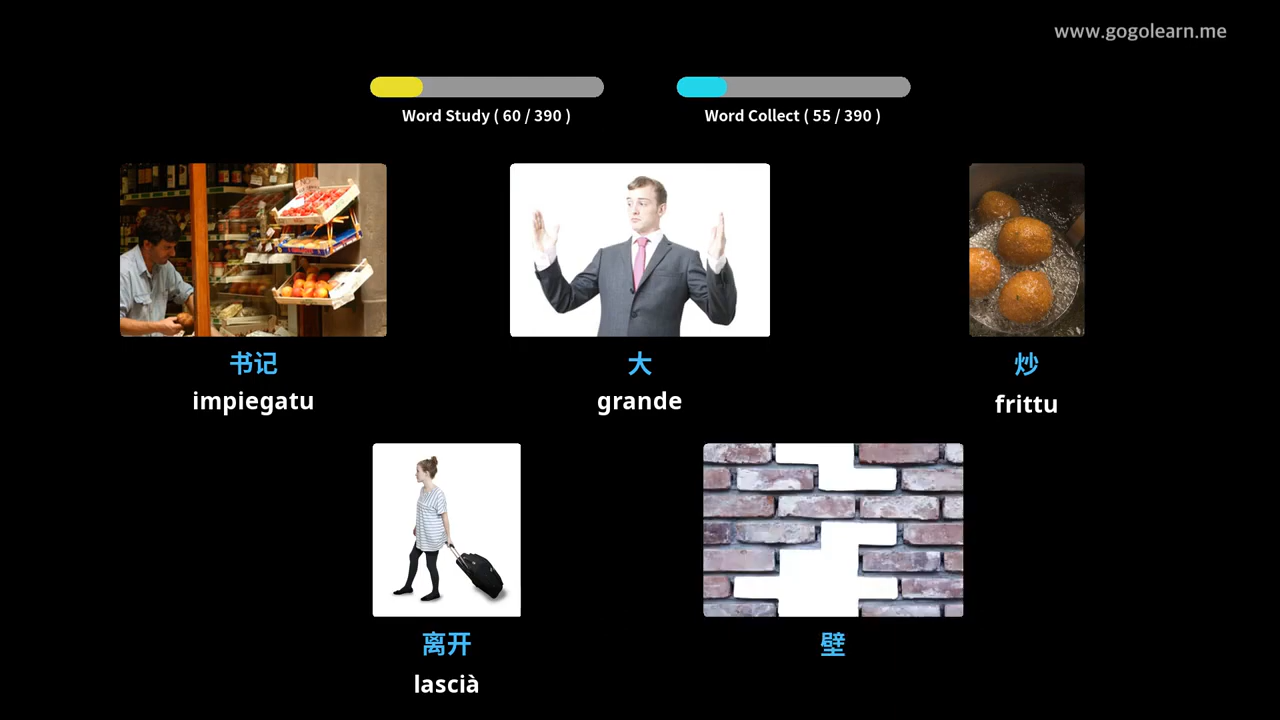 www.gogolearn.me
Word Study ( 60 / 390 )
Word Collect ( 55 / 390 )
书记
impiegatu
大
grande
炒
frittu
离开
lascià
壁